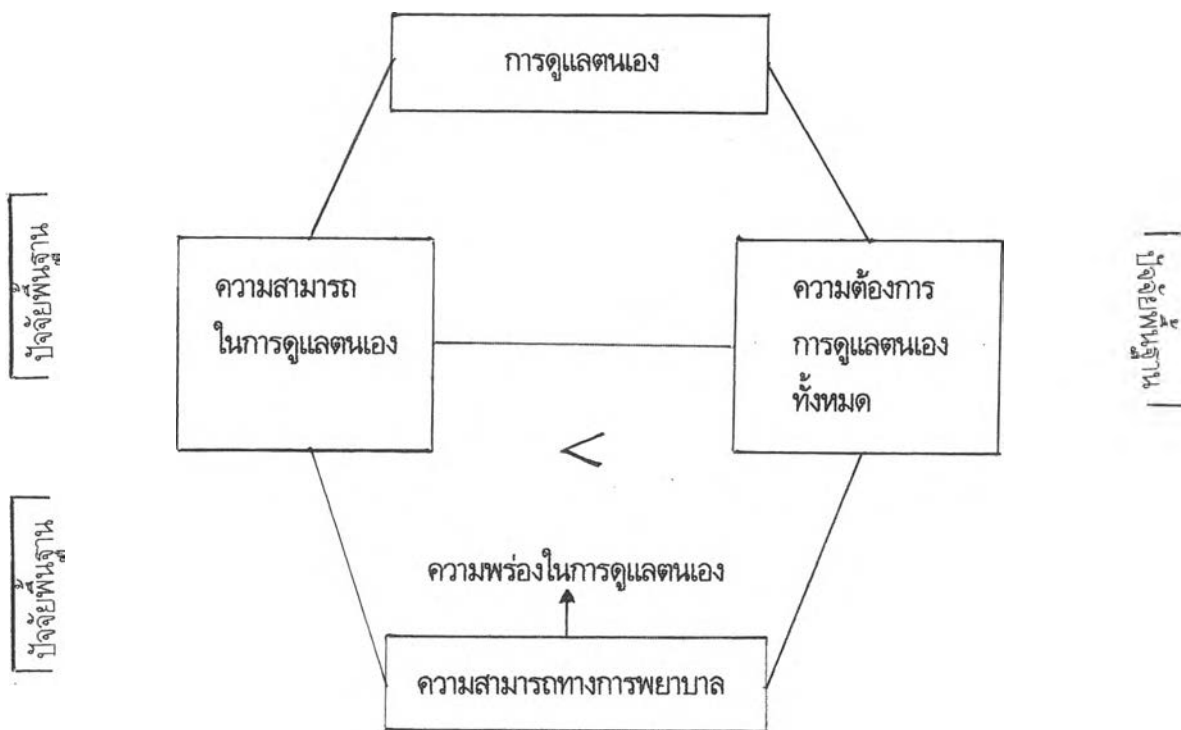 การดูแลตนเอง
ปัจจัยพื้นฐาน
ความสามารถ
ในการดูแลตนเอง
ความต้องการ
การดูแลตนเอง
ทั้งหมด
ปัจจัยพื้นฐาน
<
ปัจจัยพื้นฐาน
ความพร่องในการดูแลตนเอง
ความสามารถทางการพยาบาล